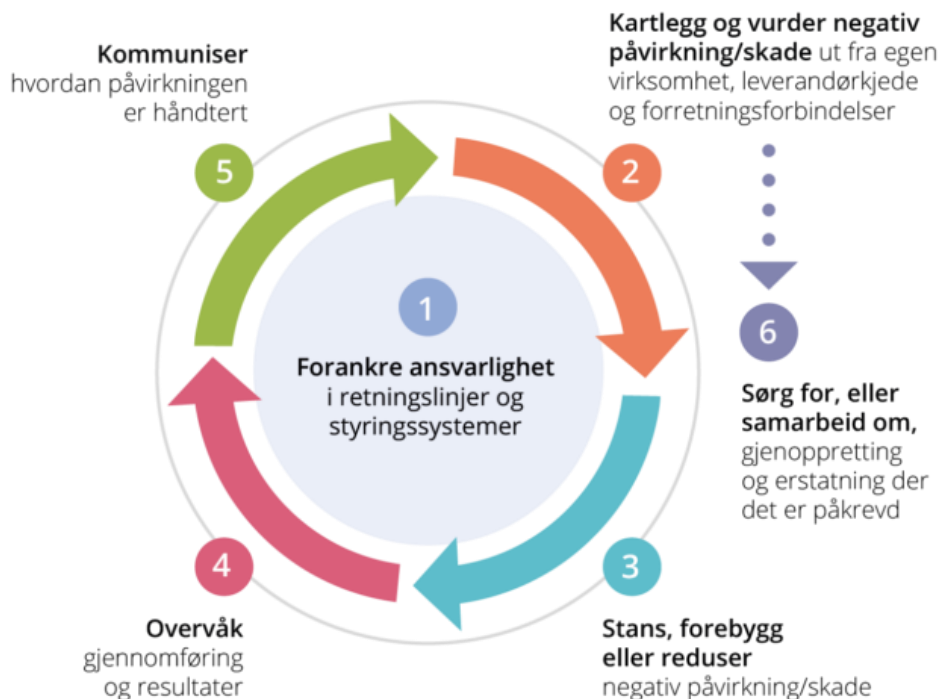 1
Forankre ansvarlighet
i retningslinjer og
styringssystemer
2
Kartlegg og vurder negativ
påvirkning/skade ut fra egen
virksomhet, leverandørkjede
og forretningsforbindelser
3
Stans, forebygg
eller reduser
negativ påvirkning/skade
4
Overvåk
gjennomføring
og resultater
5
Kommuniser
hvordan påvirkningen
er håndtert
6
Sørg for, eller
samarbeid om,
gjenoppretting
og erstatning der
det er påkrevd